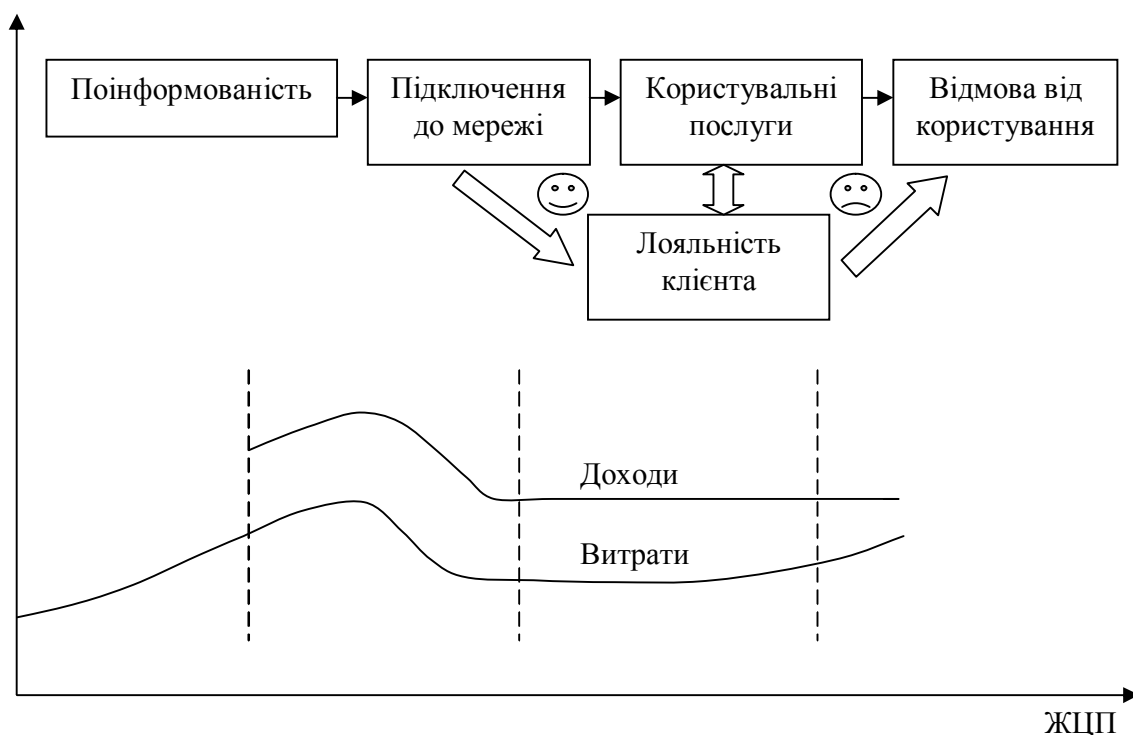 Поінформованість
Підключення
до мережі
Користувальні
послуги
Відмова від
користування
Лояльність
клієнта
Доходи
Витрати
ЖЦП